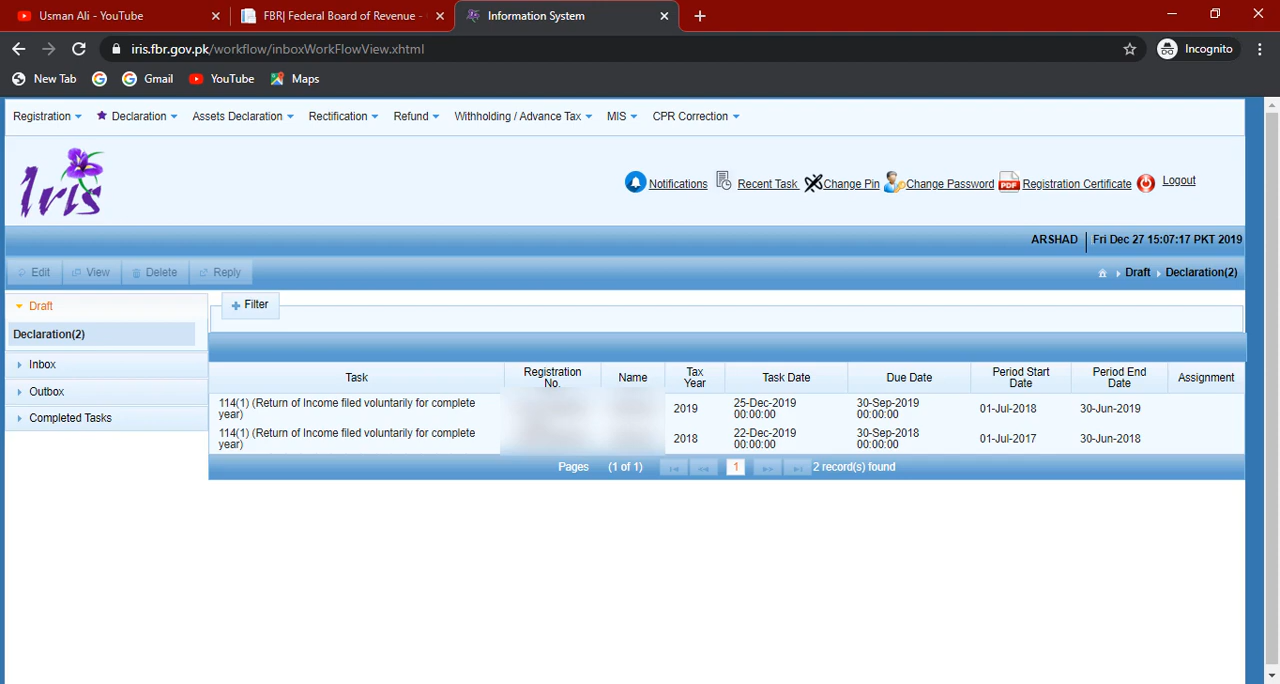 Usman Ali - YouTube
FBR| Federal Board of Revenue -
Information System
iris.fbr.gov.pk/workflow/inboxWorkFlowView.xhtml
Incognito
New Tab
Gmail
YouTube
Maps
Registration
Declaration
Assets Declaration
Rectification
Refund
Withholding / Advance Tax
MIS
CPR Correction
Iris
Notifications
Recent Task
Change Pin
Change Password
PDF
Registration Certificate
Logout
ARSHAD
Fri Dec 27 15:07:17 PKT 2019
Edit
View
Delete
Reply
Draft
Declaration(2)
Draft
Declaration(2)
Inbox
Outbox
Completed Tasks
Filter
Task
Registration
No.
Name
Tax
Year
Task Date
Due Date
Period Start
Date
Period End
Date
Assignment
114(1) (Return of Income filed voluntarily for complete
year)
2019
25-Dec-2019
00:00:00
30-Sep-2019
00:00:00
01-Jul-2018
30-Jun-2019
114(1) (Return of Income filed voluntarily for complete
year)
2018
22-Dec-2019
00:00:00
30-Sep-2018
00:00:00
01-Jul-2017
30-Jun-2018
Pages
(1 of 1)
1
2 record(s) found